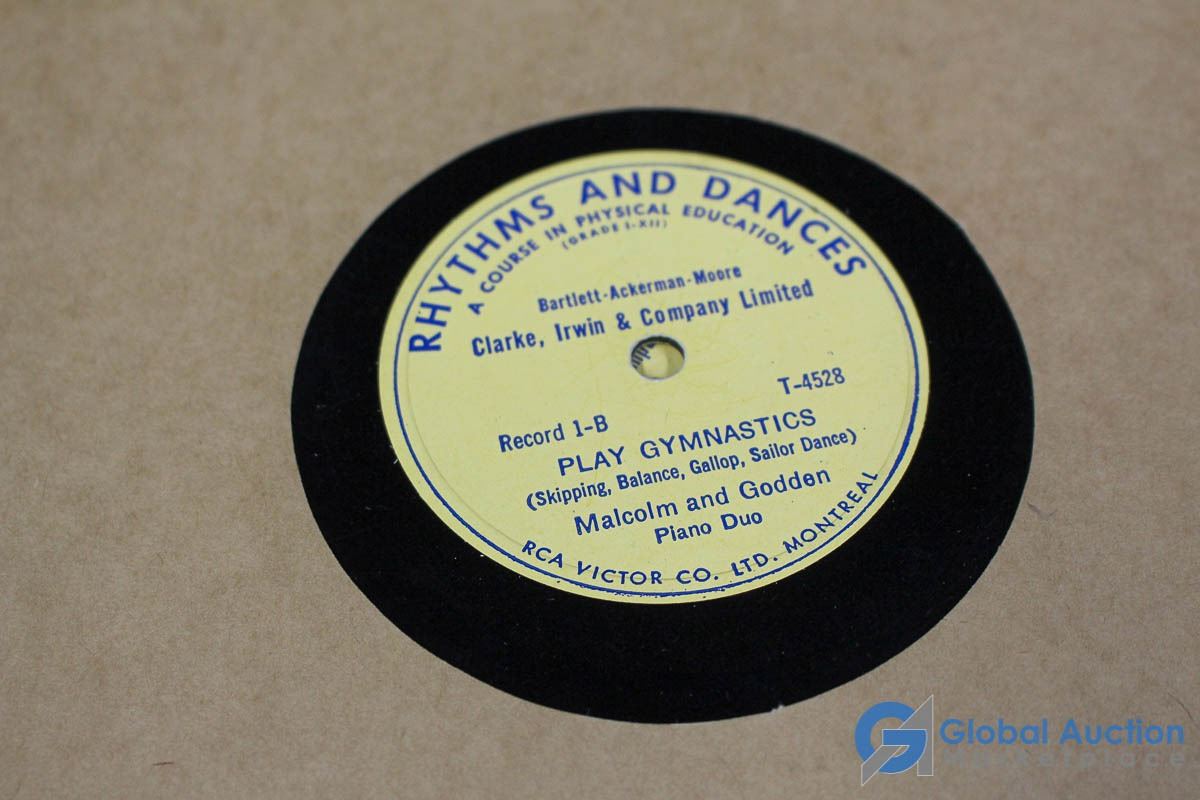 RHYTHMS AND DANCES
A COURSE IN PHYSICAL EDUCATION
(GRADE I-XII)
Bartlett-Ackerman-Moore
Clarke, Irwin & Company Limited
T-4528
Record 1-B
PLAY GYMNASTICS
(Skipping, Balance, Gallop, Sailor Dance)
Malcolm and Godden
Piano Duo
RCA VICTOR CO. LTD. MONTREAL
Global Auction
Marketplace